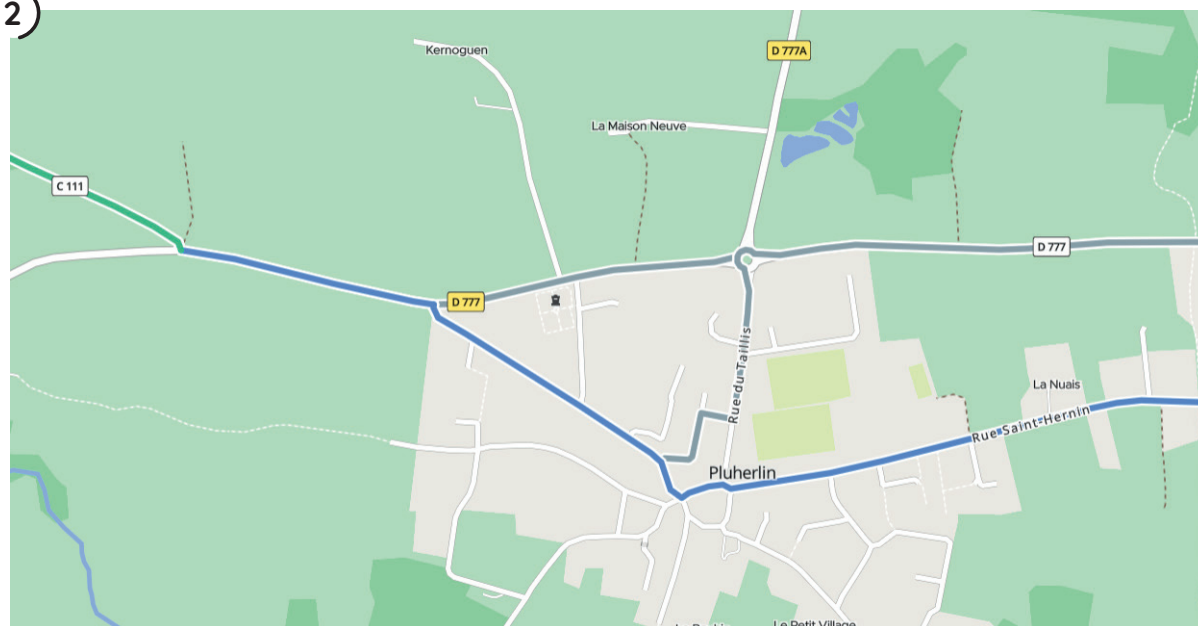 2
Kernoguen
D 777A
La Maison Neuve
C 111
D 777
D 777
Rue du Taillis
La Nuais
Rue Saint-Hernin
Pluherlin
Le Petit Village